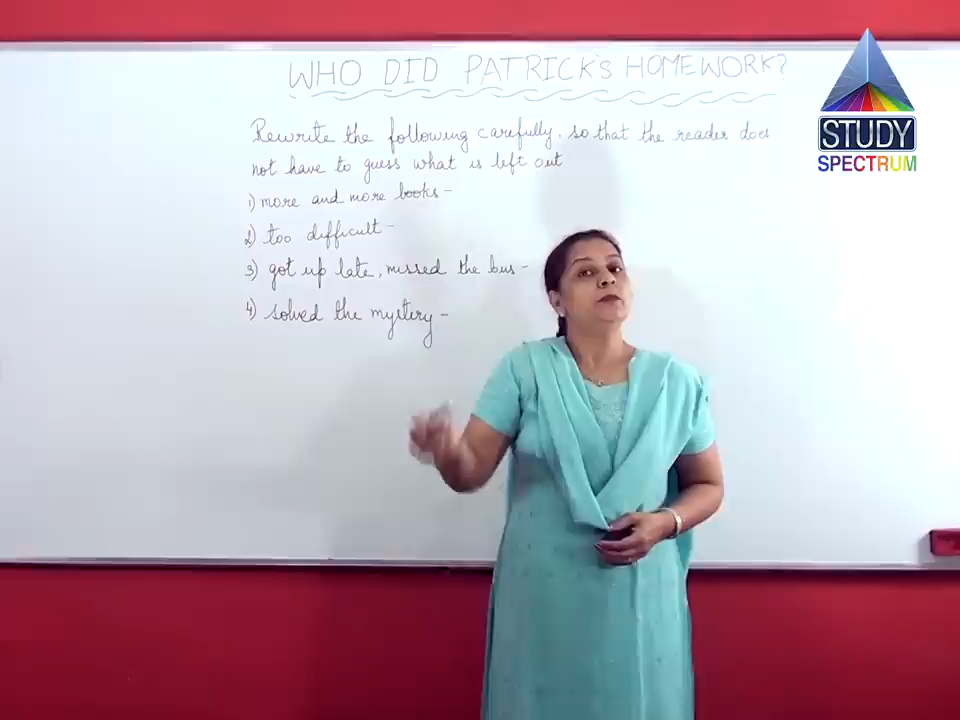 WHO DID PATRICK'S HOMEWORK?
Rewrite the following carefully, so that the reader does
not have to guess what is left out
1) more and more books -
2) too difficult -
3) got up late, missed the bus -
4) solved the mystery -
STUDY
SPECTRUM